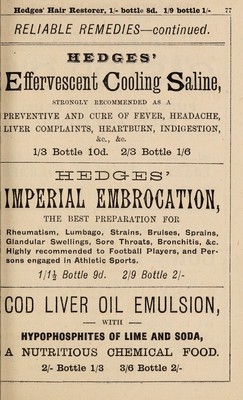 Hedges' Hair Restorer, 1/- bottle 8d. 1/9 bottle 1/- 77
RELIABLE REMEDIES—continued.
HEDGES'
Effervescent Cooling Saline,
STRONGLY RECOMMENDED AS A
PREVENTIVE AND CURE OF FEVER, HEADACHE,
LIVER COMPLAINTS, HEARTBURN, INDIGESTION,
&c., &c.
1/3 Bottle 10d. 2/3 Bottle 1/6
HEDGES'
IMPERIAL EMBROCATION,
THE BEST PREPARATION FOR
Rheumatism, Lumbago, Strains, Bruises, Sprains,
Glandular Swellings, Sore Throats, Bronchitis, &c.
Highly recommended to Football Players, and Per-
sons engaged in Athletic Sports.
1/1½ Bottle 9d. 2/9 Bottle 2/-
COD LIVER OIL EMULSION,
— WITH —
HYPOPHOSPHITES OF LIME AND SODA,
A NUTRITIOUS CHEMICAL FOOD.
2/- Bottle 1/3 3/6 Bottle 2/-